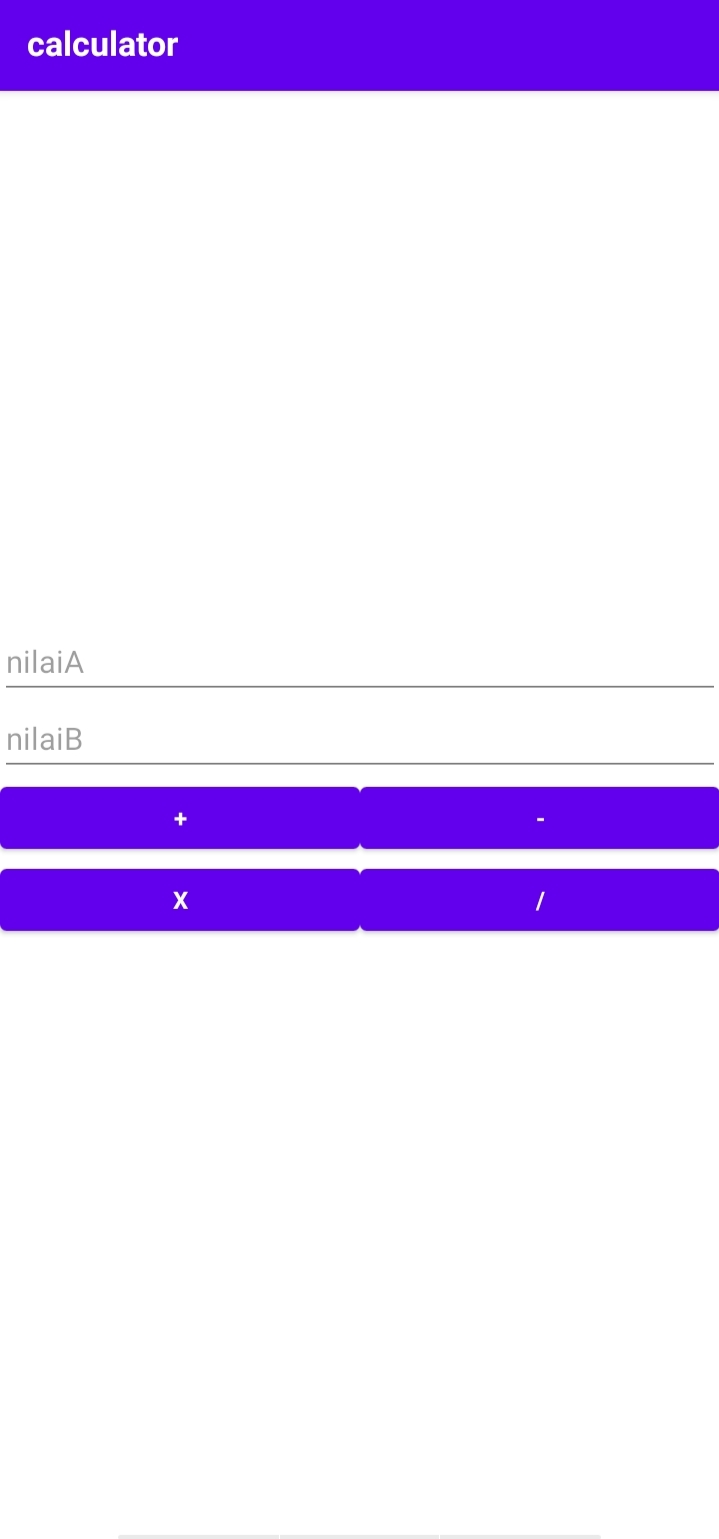 calculator
nilaiA
nilaiB
+ -
X /